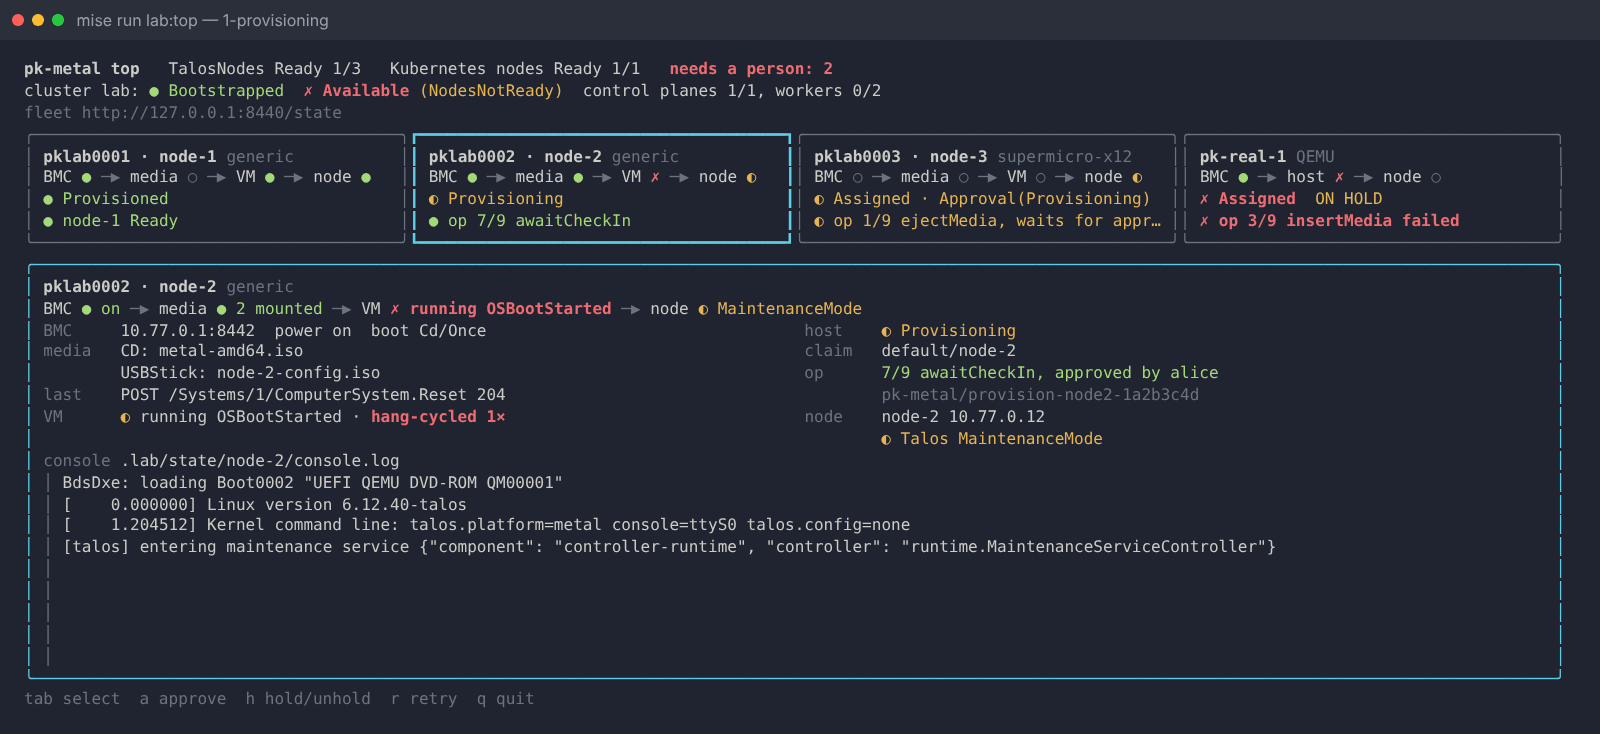 mise run lab:top — 1-provisioning
pk-metal top   TalosNodes Ready 1/3   Kubernetes nodes Ready 1/1   needs a person: 2
cluster lab: ● Bootstrapped  ✗ Available (NodesNotReady)  control planes 1/1, workers 0/2
fleet http://127.0.0.1:8440/state
pklab0001 · node-1 generic
BMC ● ─▶ media ○ ─▶ VM ● ─▶ node ●
● Provisioned
● node-1 Ready
pklab0002 · node-2 generic
BMC ● ─▶ media ● ─▶ VM ✗ ─▶ node ◐
◐ Provisioning
● op 7/9 awaitCheckIn
pklab0003 · node-3 supermicro-x12
BMC ○ ─▶ media ○ ─▶ VM ○ ─▶ node ◐
◐ Assigned · Approval(Provisioning)
◐ op 1/9 ejectMedia, waits for appr…
pk-real-1 QEMU
BMC ● ─▶ host ✗ ─▶ node ○
✗ Assigned  ON HOLD
✗ op 3/9 insertMedia failed
pklab0002 · node-2 generic
BMC ● on ─▶ media ● 2 mounted ─▶ VM ✗ running OSBootStarted ─▶ node ◐ MaintenanceMode
BMC     10.77.0.1:8442  power on  boot Cd/Once
media   CD: metal-amd64.iso
USBStick: node-2-config.iso
last    POST /Systems/1/ComputerSystem.Reset 204
VM      ◐ running OSBootStarted · hang-cycled 1×
host    ◐ Provisioning
claim   default/node-2
op      7/9 awaitCheckIn, approved by alice
pk-metal/provision-node2-1a2b3c4d
node    node-2 10.77.0.12
◐ Talos MaintenanceMode
console .lab/state/node-2/console.log
BdsDxe: loading Boot0002 "UEFI QEMU DVD-ROM QM00001"
[    0.000000] Linux version 6.12.40-talos
[    1.204512] Kernel command line: talos.platform=metal console=ttyS0 talos.config=none
[talos] entering maintenance service {"component": "controller-runtime", "controller": "runtime.MaintenanceServiceController"}
tab select  a approve  h hold/unhold  r retry  q quit